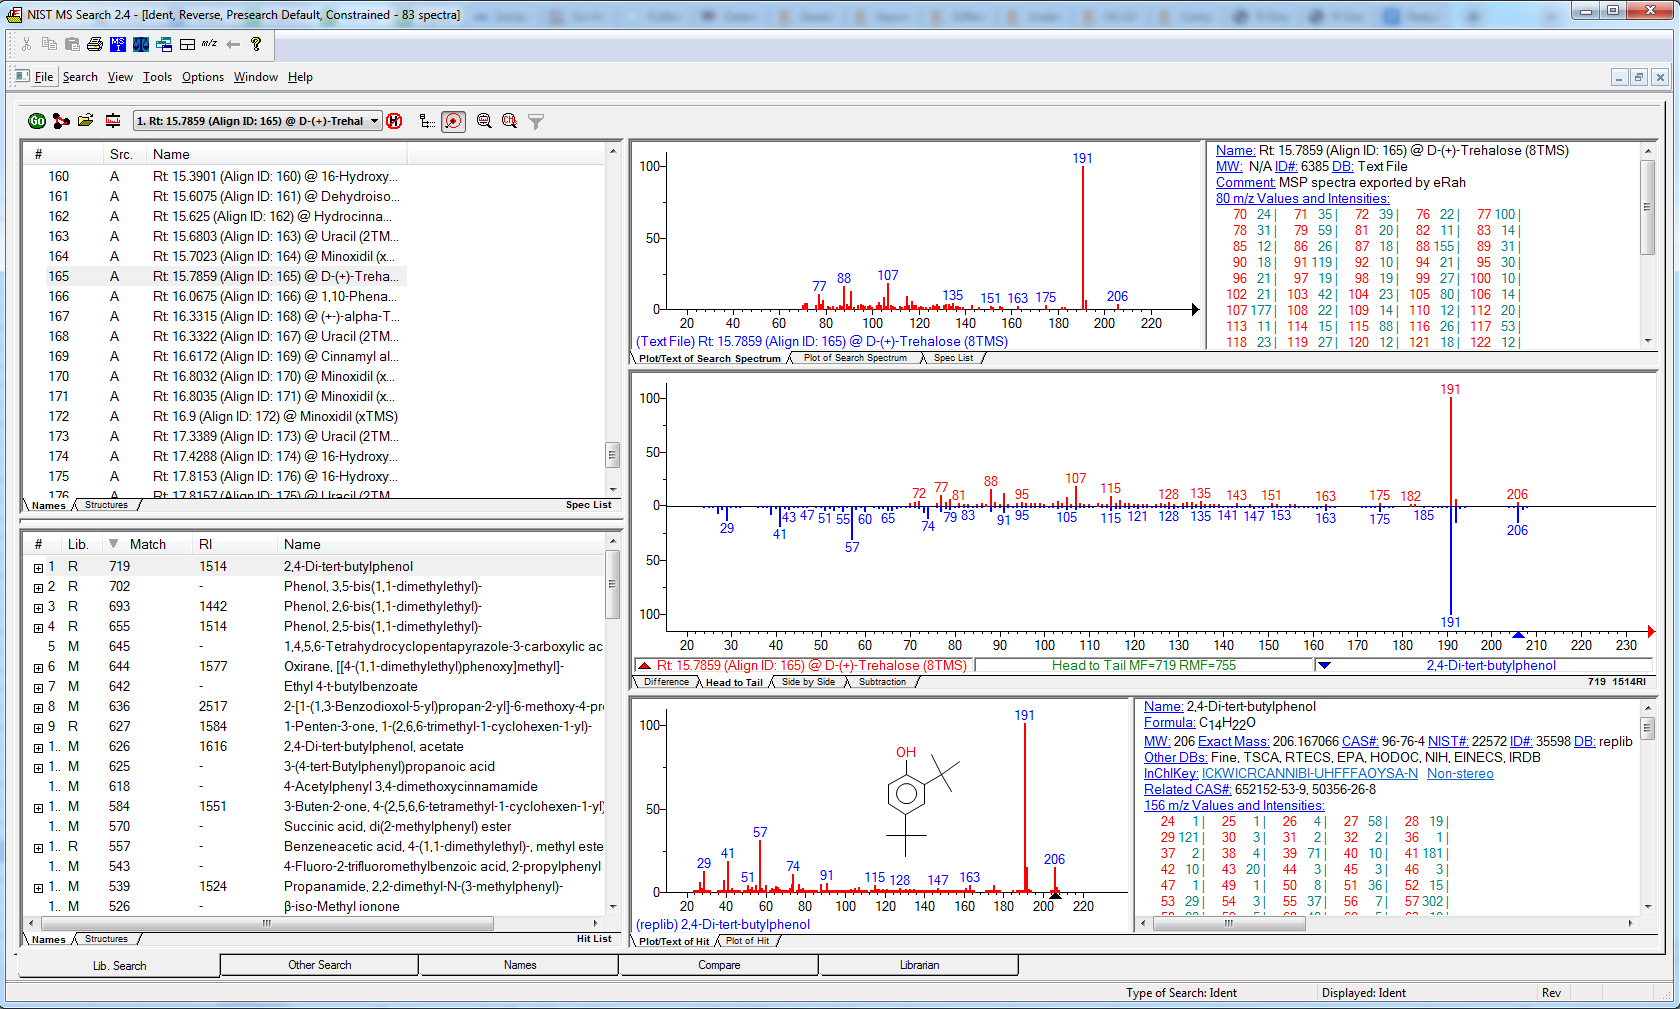 NIST MS Search 2.4 - [Ident, Reverse, Presearch Default, Constrained - 83 spectra]
File Search View Tools Options Window Help
1. Rt: 15.7859 (Align ID: 165) @ D-(+)-Trehal
# Src. Name
160 A Rt: 15.3901 (Align ID: 160) @ 16-Hydroxy...
161 A Rt: 15.6075 (Align ID: 161) @ Dehydroiso...
162 A Rt: 15.625 (Align ID: 162) @ Hydrocinna...
163 A Rt: 15.6803 (Align ID: 163) @ Uracil (2TM...
164 A Rt: 15.7023 (Align ID: 164) @ Minoxidil (x...
165 A Rt: 15.7859 (Align ID: 165) @ D-(+)-Treha...
166 A Rt: 16.0675 (Align ID: 166) @ 1,10-Phena...
167 A Rt: 16.3315 (Align ID: 168) @ (+-)-alpha-T...
168 A Rt: 16.3322 (Align ID: 167) @ Uracil (2TM...
169 A Rt: 16.6172 (Align ID: 169) @ Cinnamyl al...
170 A Rt: 16.8032 (Align ID: 170) @ Minoxidil (x...
171 A Rt: 16.8035 (Align ID: 171) @ Minoxidil (x...
172 A Rt: 16.9 (Align ID: 172) @ Minoxidil (xTMS)
173 A Rt: 17.3389 (Align ID: 173) @ Uracil (2TM...
174 A Rt: 17.4288 (Align ID: 174) @ 16-Hydroxy...
175 A Rt: 17.8153 (Align ID: 176) @ 16-Hydroxy...
176 A Rt: 17.8157 (Align ID: 175) @ Uracil (2TM...
Names Structures Spec List
# Lib. Match RI Name
1 R 719 1514 2,4-Di-tert-butylphenol
2 R 702 - Phenol, 3,5-bis(1,1-dimethylethyl)-
3 R 693 1442 Phenol, 2,6-bis(1,1-dimethylethyl)-
4 R 655 1514 Phenol, 2,5-bis(1,1-dimethylethyl)-
5 M 645 - 1,4,5,6-Tetrahydrocyclopentapyrazole-3-carboxylic ac
6 M 644 1577 Oxirane, [[4-(1,1-dimethylethyl)phenoxy]methyl]-
7 M 642 - Ethyl 4-t-butylbenzoate
8 M 636 2517 2-[1-(1,3-Benzodioxol-5-yl)propan-2-yl]-6-methoxy-4-pr
9 R 627 1584 1-Penten-3-one, 1-(2,6,6-trimethyl-1-cyclohexen-1-yl)-
1.. M 626 1616 2,4-Di-tert-butylphenol, acetate
1.. M 625 - 3-(4-tert-Butylphenyl)propanoic acid
1.. M 618 - 4-Acetylphenyl 3,4-dimethoxycinnamamide
1.. M 584 1551 3-Buten-2-one, 4-(2,5,6,6-tetramethyl-1-cyclohexen-1-yl)
1.. M 570 - Succinic acid, di(2-methylphenyl) ester
1.. R 557 - Benzeneacetic acid, 4-(1,1-dimethylethyl)-, methyl este
1.. M 543 - 4-Fluoro-2-trifluoromethylbenzoic acid, 2-propylphenyl
1.. M 539 1524 Propanamide, 2,2-dimethyl-N-(3-methylphenyl)-
1.. M 526 - β-iso-Methyl ionone
Names Structures Hit List
100 50 0
191
77 88 107 135 151 163 175 206
20 40 60 80 100 120 140 160 180 200 220
(Text File) Rt: 15.7859 (Align ID: 165) @ D-(+)-Trehalose (8TMS)
Plot/Text of Search Spectrum Plot of Search Spectrum Spec List
Name: Rt: 15.7859 (Align ID: 165) @ D-(+)-Trehalose (8TMS)
MW: N/A ID#: 6385 DB: Text File
Comment: MSP spectra exported by eRah
80 m/z Values and Intensities:
70 24 | 71 35 | 72 39 | 76 22 | 77 100 |
78 31 | 79 59 | 81 20 | 82 11 | 83 14 |
85 12 | 86 26 | 87 18 | 88 155 | 89 31 |
90 18 | 91 119 | 92 10 | 94 21 | 95 30 |
96 21 | 97 19 | 98 19 | 99 27 | 100 10 |
102 21 | 103 42 | 104 23 | 105 80 | 106 14 |
107 177 | 108 22 | 109 14 | 110 12 | 112 20 |
113 11 | 114 15 | 115 88 | 116 26 | 117 53 |
118 23 | 119 27 | 120 12 | 121 18 | 122 12 |
100 50 0 50 100
191
72 77 81 88 95 107 115 128 135 143 151 163 175 182 206
29 41 43 47 51 55 57 60 65 74 79 83 91 95 105 115 121 128 135 141 147 153 163 175 185 206
191
20 30 40 50 60 70 80 90 100 110 120 130 140 150 160 170 180 190 200 210 220 230
Rt: 15.7859 (Align ID: 165) @ D-(+)-Trehalose (8TMS) Head to Tail MF=719 RMF=755 2,4-Di-tert-butylphenol
Difference Head to Tail Side by Side Subtraction 719 1514RI
100 50 0
191
OH
29 41 51 57 74 91 115 128 147 163 206
20 40 60 80 100 120 140 160 180 200 220
(replib) 2,4-Di-tert-butylphenol
Plot/Text of Hit Plot of Hit
Name: 2,4-Di-tert-butylphenol
Formula: C14H22O
MW: 206 Exact Mass: 206.167066 CAS#: 96-76-4 NIST#: 22572 ID#: 35598 DB: replib
Other DBs: Fine, TSCA, RTECS, EPA, HODOC, NIH, EINECS, IRDB
InChIKey: ICKWICRCANNIBI-UHFFFAOYSA-N Non-stereo
Related CAS#: 652152-53-9, 50356-26-8
156 m/z Values and Intensities:
24 1 | 25 1 | 26 4 | 27 58 | 28 19 |
29 121 | 30 3 | 31 2 | 32 2 | 36 1 |
37 2 | 38 4 | 39 71 | 40 10 | 41 181 |
42 10 | 43 20 | 44 3 | 45 3 | 46 3 |
47 1 | 49 1 | 50 8 | 51 36 | 52 15 |
53 29 | 54 3 | 55 37 | 56 7 | 57 302 |
Lib. Search Other Search Names Compare Librarian
Type of Search: Ident Displayed: Ident Rev